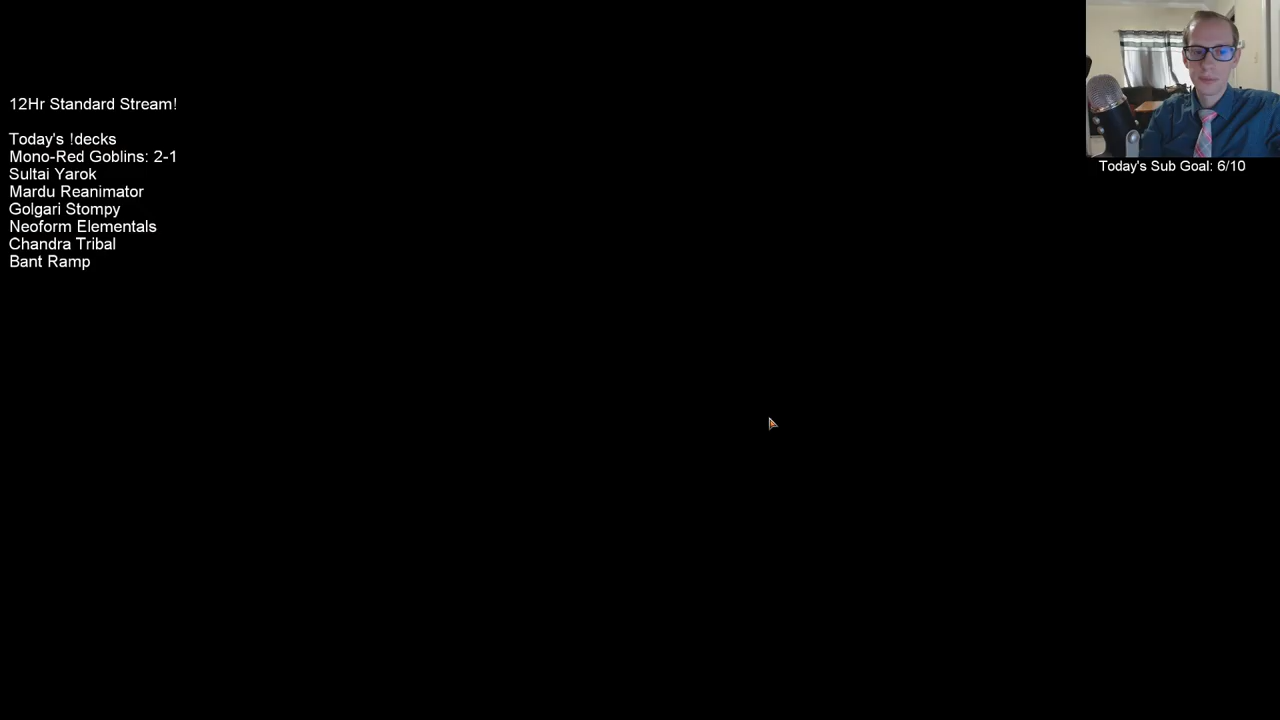 12Hr Standard Stream!
Today's !decks
Mono-Red Goblins: 2-1
Sultai Yarok
Mardu Reanimator
Golgari Stompy
Neoform Elementals
Chandra Tribal
Bant Ramp
Today's Sub Goal: 6/10